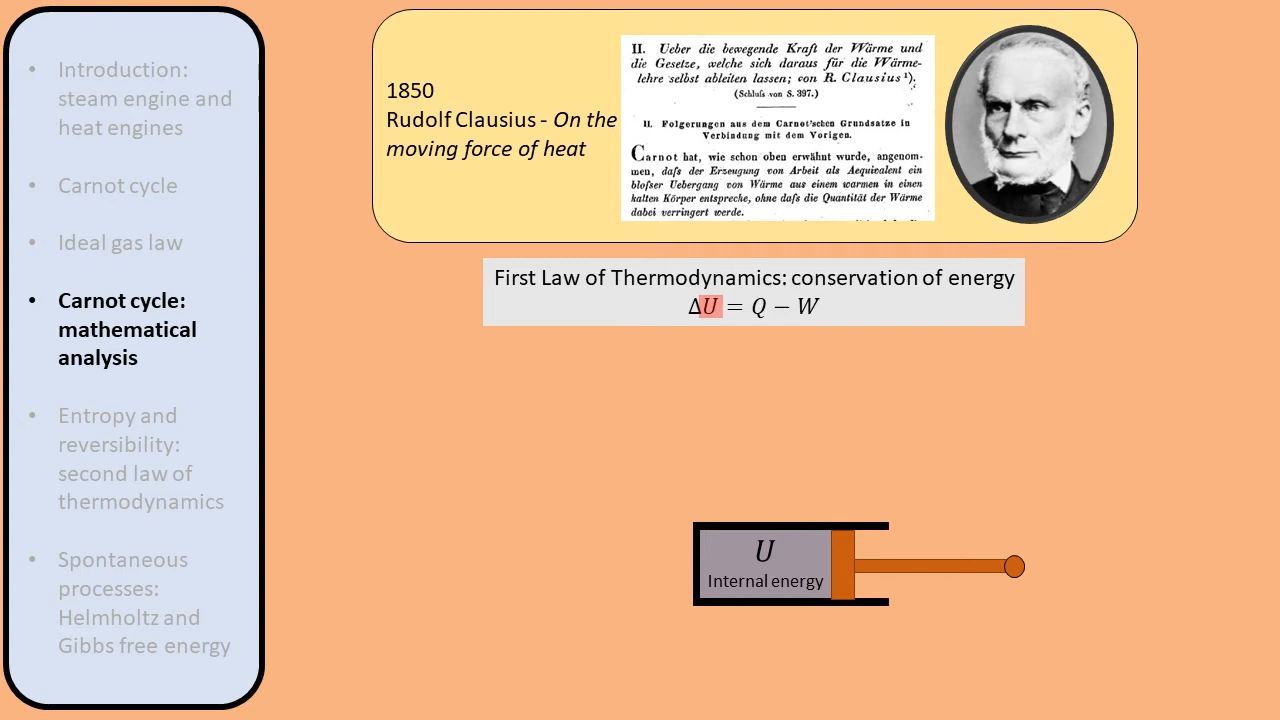 • Introduction:
steam engine and
heat engines
• Carnot cycle
• Ideal gas law
• Carnot cycle:
mathematical
analysis
• Entropy and
reversibility:
second law of
thermodynamics
• Spontaneous
processes:
Helmholtz and
Gibbs free energy
1850
Rudolf Clausius - On the
moving force of heat
II. Ueber die bewegende Kraft der Wärme und
die Gesetze, welche sich daraus für die Wärme-
lehre selbst ableiten lassen; von R. Clausius ¹).
(Schluſs von S. 397.)
II. Folgerungen aus dem Carnot'schen Grundsatze in
Verbindung mit dem Vorigen.
Carnot hat, wie schon oben erwähnt wurde, angenom-
men, daſs der Erzeugung von Arbeit als Aequivalent ein
bloſser Uebergang von Wärme aus einem warmen in einen
kalten Körper entspreche, ohne daſs die Quantität der Wärme
dabei verringert werde.
First Law of Thermodynamics: conservation of energy
ΔU = Q − W
U
Internal energy